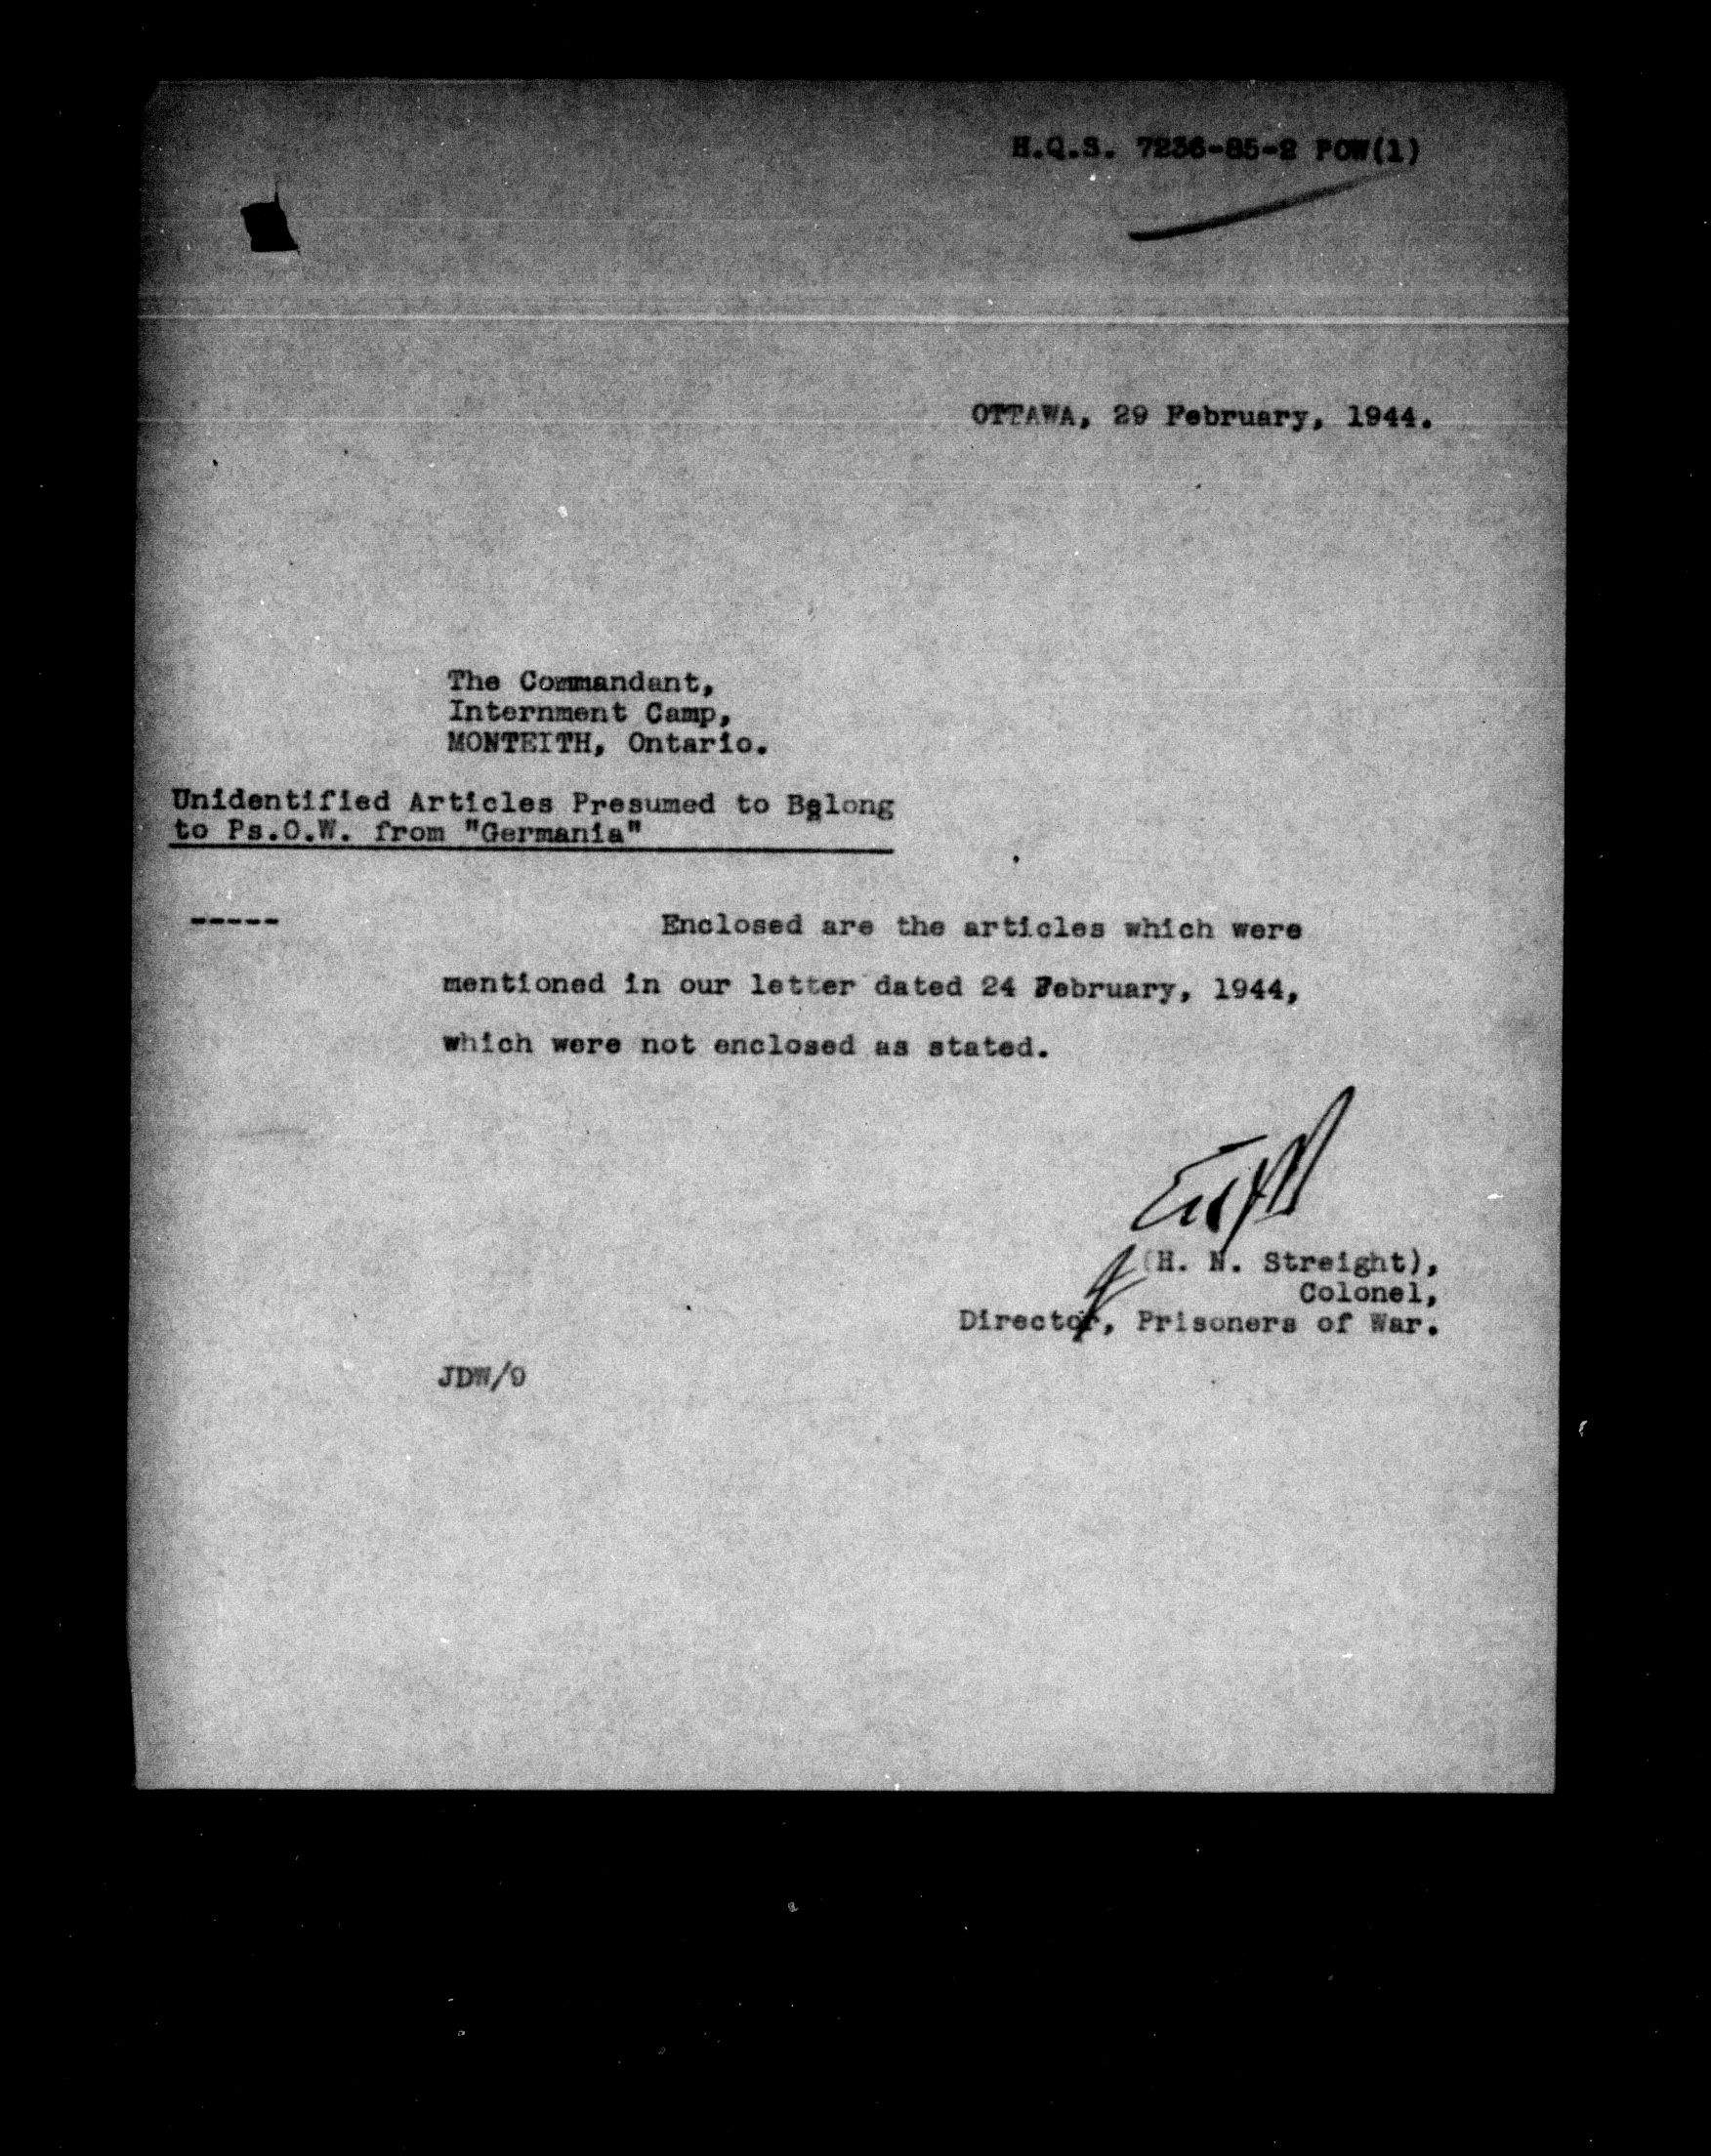 H.Q.S. 7236-85-2 POW(1)
OTTAWA, 29 February, 1944.
The Commandant,
Internment Camp,
MONTEITH, Ontario.
Unidentified Articles Presumed to Belong
to Ps.O.W. from "Germania"
----- Enclosed are the articles which were
mentioned in our letter dated 24 February, 1944,
which were not enclosed as stated.
(H. N. Streight),
Colonel,
Director, Prisoners of War.
JDW/9